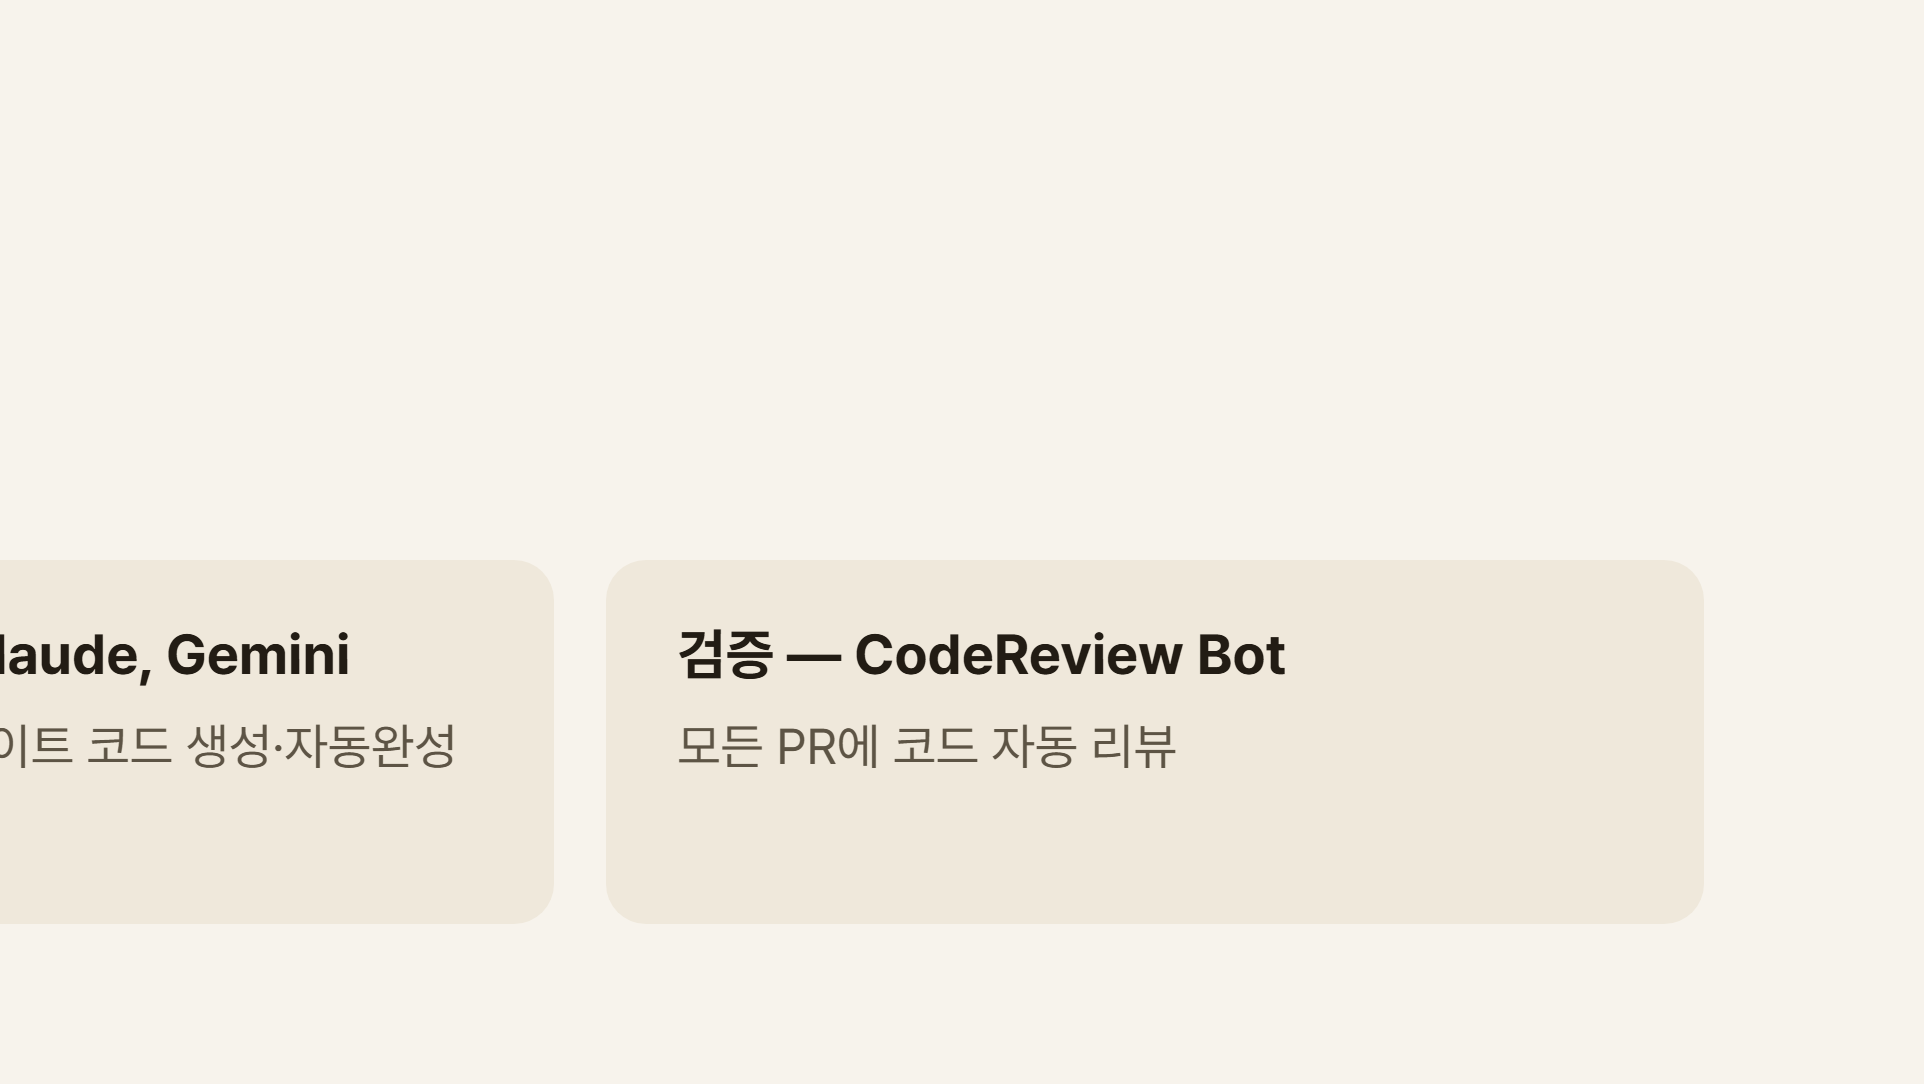 laude, Gemini
이트 코드 생성·자동완성
검증 — CodeReview Bot
모든 PR에 코드 자동 리뷰